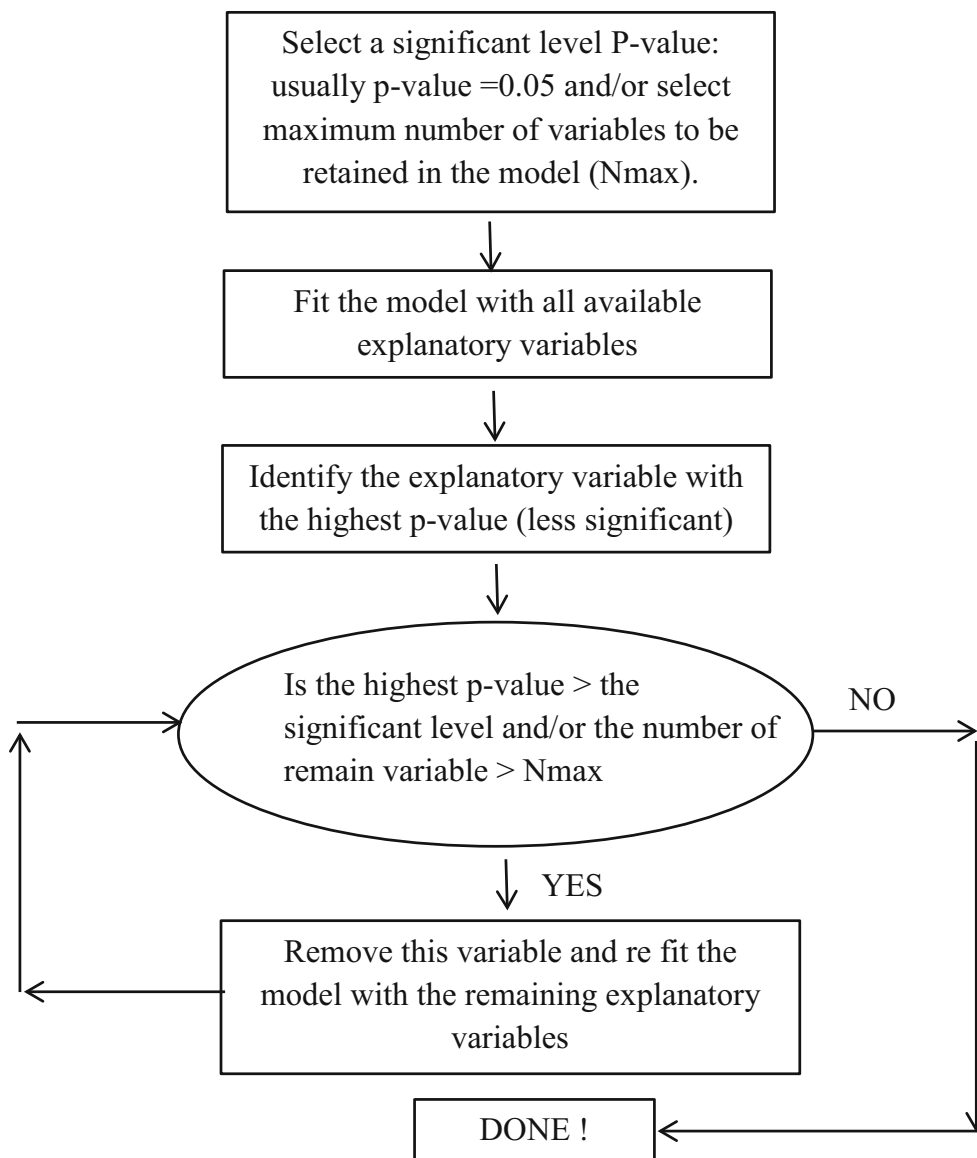 Select a significant level P-value:
usually p-value =0.05 and/or select
maximum number of variables to be
retained in the model (Nmax).
Fit the model with all available
explanatory variables
Identify the explanatory variable with
the highest p-value (less significant)
Is the highest p-value > the
significant level and/or the number of
remain variable > Nmax
NO
YES
Remove this variable and re fit the
model with the remaining explanatory
variables
DONE !